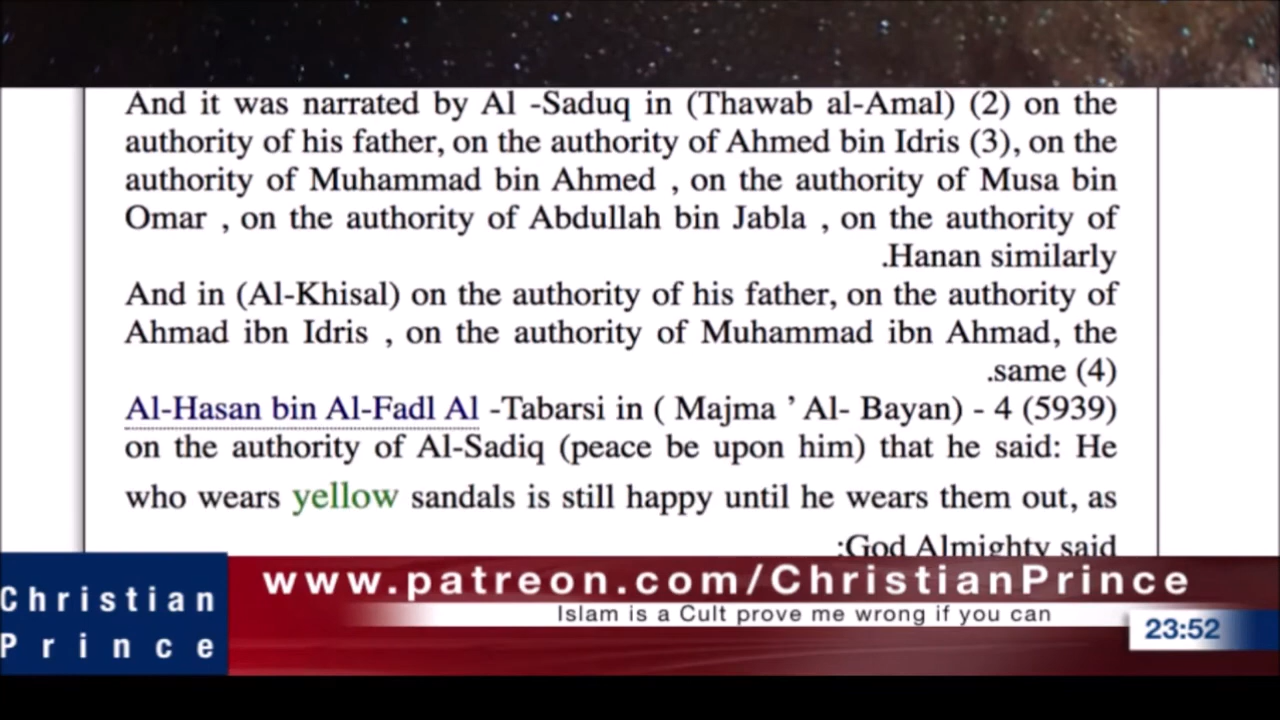 And it was narrated by Al -Saduq in (Thawab al-Amal) (2) on the
authority of his father, on the authority of Ahmed bin Idris (3), on the
authority of Muhammad bin Ahmed , on the authority of Musa bin
Omar , on the authority of Abdullah bin Jabla , on the authority of
.Hanan similarly
And in (Al-Khisal) on the authority of his father, on the authority of
Ahmad ibn Idris , on the authority of Muhammad ibn Ahmad, the
.same (4)
Al-Hasan bin Al-Fadl Al -Tabarsi in ( Majma ’ Al- Bayan) - 4 (5939)
on the authority of Al-Sadiq (peace be upon him) that he said: He
who wears yellow sandals is still happy until he wears them out, as
:God Almighty said
www.patreon.com/ChristianPrince
Islam is a Cult prove me wrong if you can
Christian
Prince
23:52